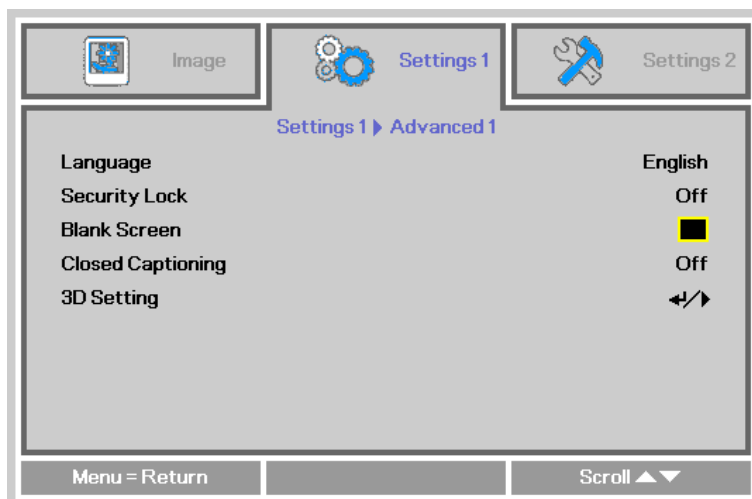 Image Settings 1 Settings 2
Settings 1 Advanced 1
Language English
Security Lock Off
Blank Screen
Closed Captioning Off
3D Setting
Menu = Return Scroll